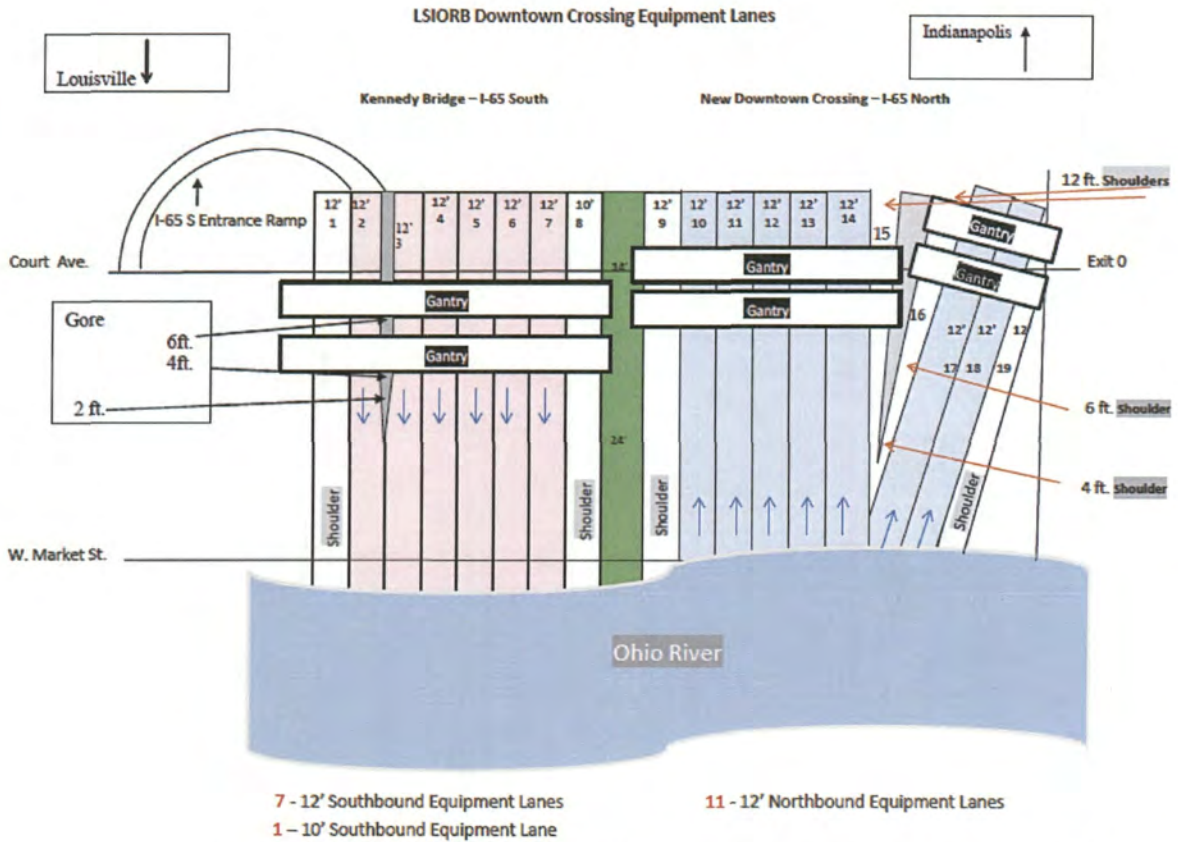 LSIORB Downtown Crossing Equipment Lanes
Louisville
Indianapolis
Kennedy Bridge – I-65 South
New Downtown Crossing – I-65 North
12 ft. Shoulders
I-65 S Entrance Ramp
12' 12' 12' 12' 12' 12' 12' 10' 12' 12' 12' 12' 12' 12'
1 2 3 4 5 6 7 8 9 10 11 12 13 14 15
Court Ave.
14'
Exit 0
Gantry
Gantry
Gantry
Gantry
Gantry
Gantry
Gore
6ft.
4ft.
2 ft.
16
12' 12' 12
17 18 19
6 ft. Shoulder
24'
4 ft. Shoulder
Shoulder
Shoulder
Shoulder
Shoulder
W. Market St.
Ohio River
7 - 12' Southbound Equipment Lanes
11 - 12' Northbound Equipment Lanes
1 – 10' Southbound Equipment Lane